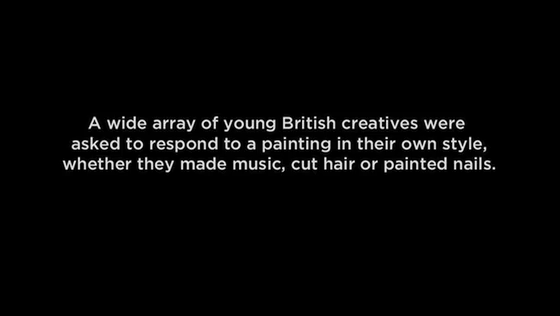 A wide array of young British creatives were
asked to respond to a painting in their own style,
whether they made music, cut hair or painted nails.